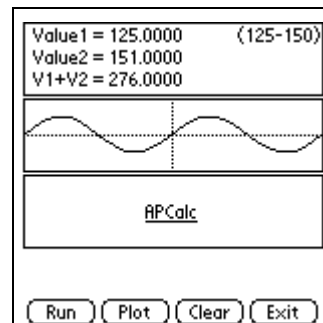 Value1 = 125.0000 (125-150)
Value2 = 151.0000
V1+V2 = 276.0000
APCalc
Run Plot Clear Exit